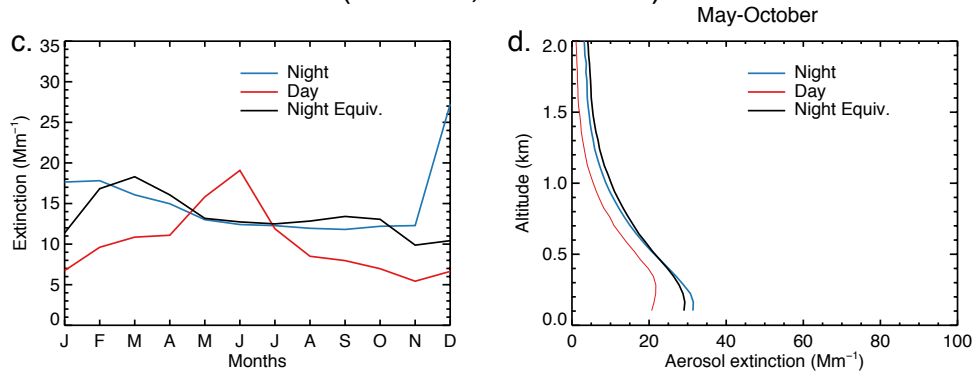 May-October
c.
35
30
25
20
15
10
5
0
Extinction (Mm⁻¹)
Night
Day
Night Equiv.
J F M A M J J A S O N D
Months
d.
2.0
1.5
1.0
0.5
0.0
Altitude (km)
Night
Day
Night Equiv.
0 20 40 60 80 100
Aerosol extinction (Mm⁻¹)